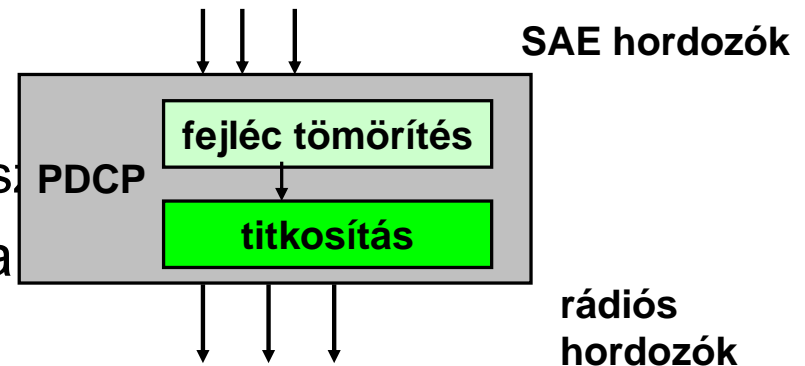 SAE hordozók
fejléc tömörítés
PDCP
titkosítás
a
rádiós
hordozók